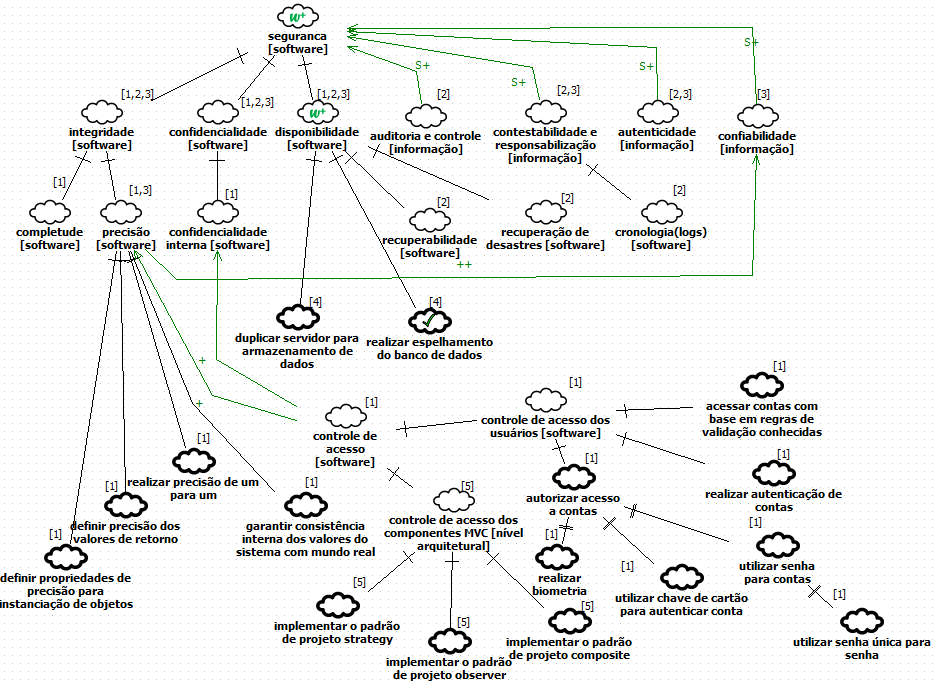 W+
seguranca
[software]
S+
S+
S+
S+
[1,2,3]
integridade
[software]
[1,2,3]
confidencialidade
[software]
[1,2,3]
W+
disponibilidade
[software]
[2]
auditoria e controle
[informação]
[2,3]
contestabilidade e
responsabilização
[informação]
[2,3]
autenticidade
[informação]
[3]
W+
confiabilidade
[informação]
[1]
completude
[software]
[1,3]
precisão
[software]
[1]
confidencialidade
interna [software]
[2]
recuperabilidade
[software]
[2]
recuperação de
desastres [software]
[2]
cronologia(logs)
[software]
++
[4]
duplicar servidor para
armazenamento de
dados
[4]
realizar espelhamento
do banco de dados
+
+
[1]
controle de
acesso
[software]
[1]
controle de acesso dos
usuários [software]
[1]
acessar contas com
base em regras de
validação conhecidas
[1]
realizar precisão de um
para um
[1]
definir precisão dos
valores de retorno
[1]
garantir consistência
interna dos valores do
sistema com mundo real
[5]
controle de acesso dos
componentes MVC [nível
arquitetural]
[1]
autorizar acesso
a contas
[1]
realizar autenticação de
contas
[1]
definir propriedades de
precisão para
instanciação de objetos
[1]
realizar
biometria
[1]
utilizar chave de cartão
para autenticar conta
[1]
utilizar senha
para contas
[5]
implementar o padrão
de projeto strategy
[5]
implementar o padrão
de projeto observer
[5]
implementar o padrão
de projeto composite
[1]
utilizar senha única para
senha